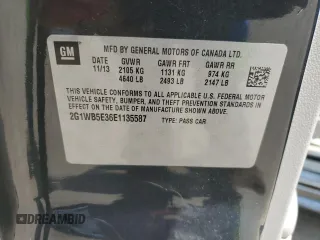 GM
MFD BY GENERAL MOTORS OF CANADA LTD.
DATE GVWR GAWR FRT GAWR RR
11/13 2105 KG 1131 KG 974 KG
4640 LB 2493 LB 2147 LB
THIS VEHICLE CONFORMS TO ALL APPLICABLE U.S. FEDERAL MOTOR
VEHICLE SAFETY, BUMPER, AND THEFT PREVENTION STANDARDS IN
EFFECT ON THE DATE OF MANUFACTURE SHOWN ABOVE.
2G1WB5E36E1135587 TYPE: PASS CAR
DREAMBID